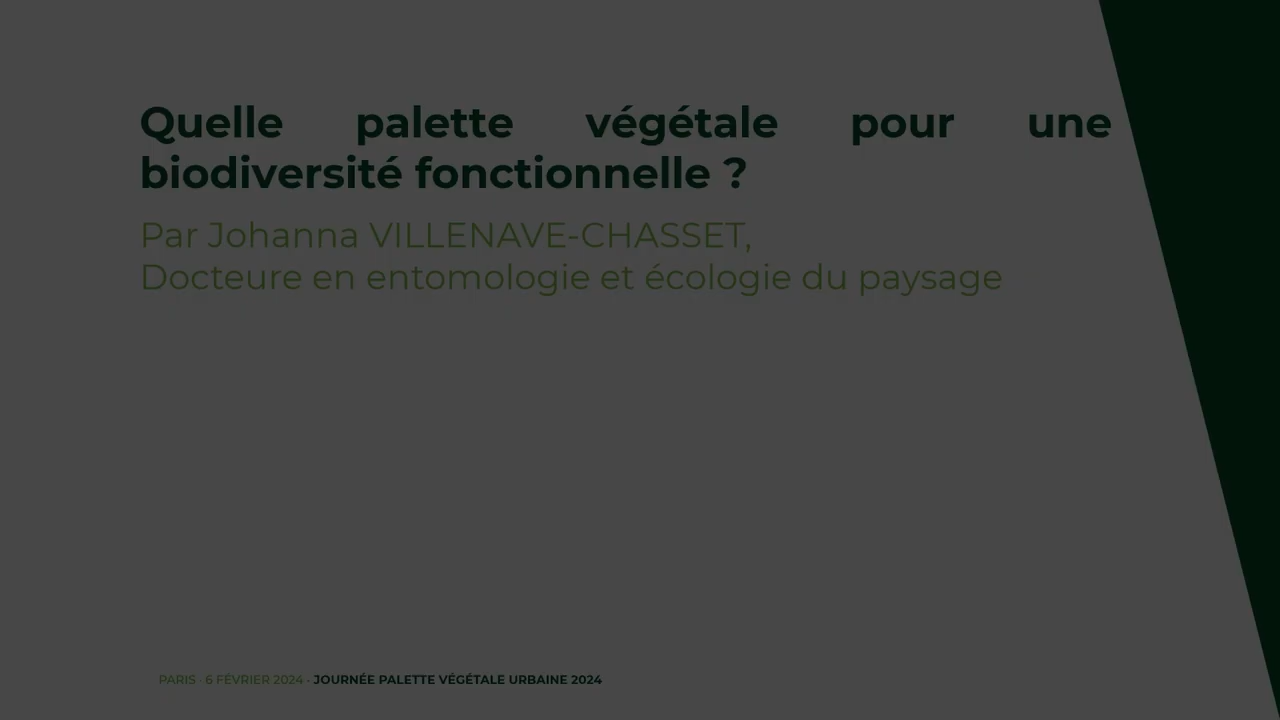 Quelle palette végétale pour une
biodiversité fonctionnelle ?
Par Johanna VILLENAVE-CHASSET,
Docteure en entomologie et écologie du paysage
PARIS · 6 FÉVRIER 2024 - JOURNÉE PALETTE VÉGÉTALE URBAINE 2024